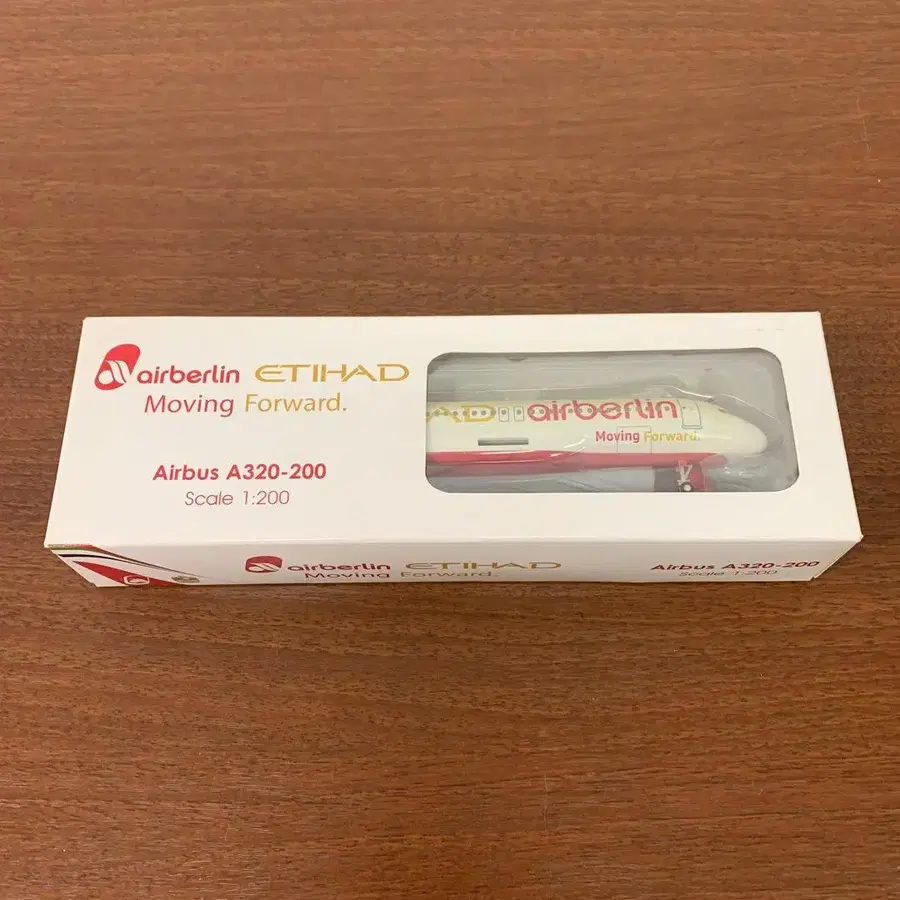 airberlin ETIHAD
Moving Forward.
Airbus A320-200
Scale 1:200
AD airberlin
Moving Forward.
airberlin ETIHAD
Moving Forward.
Airbus A320-200
Scale 1:200